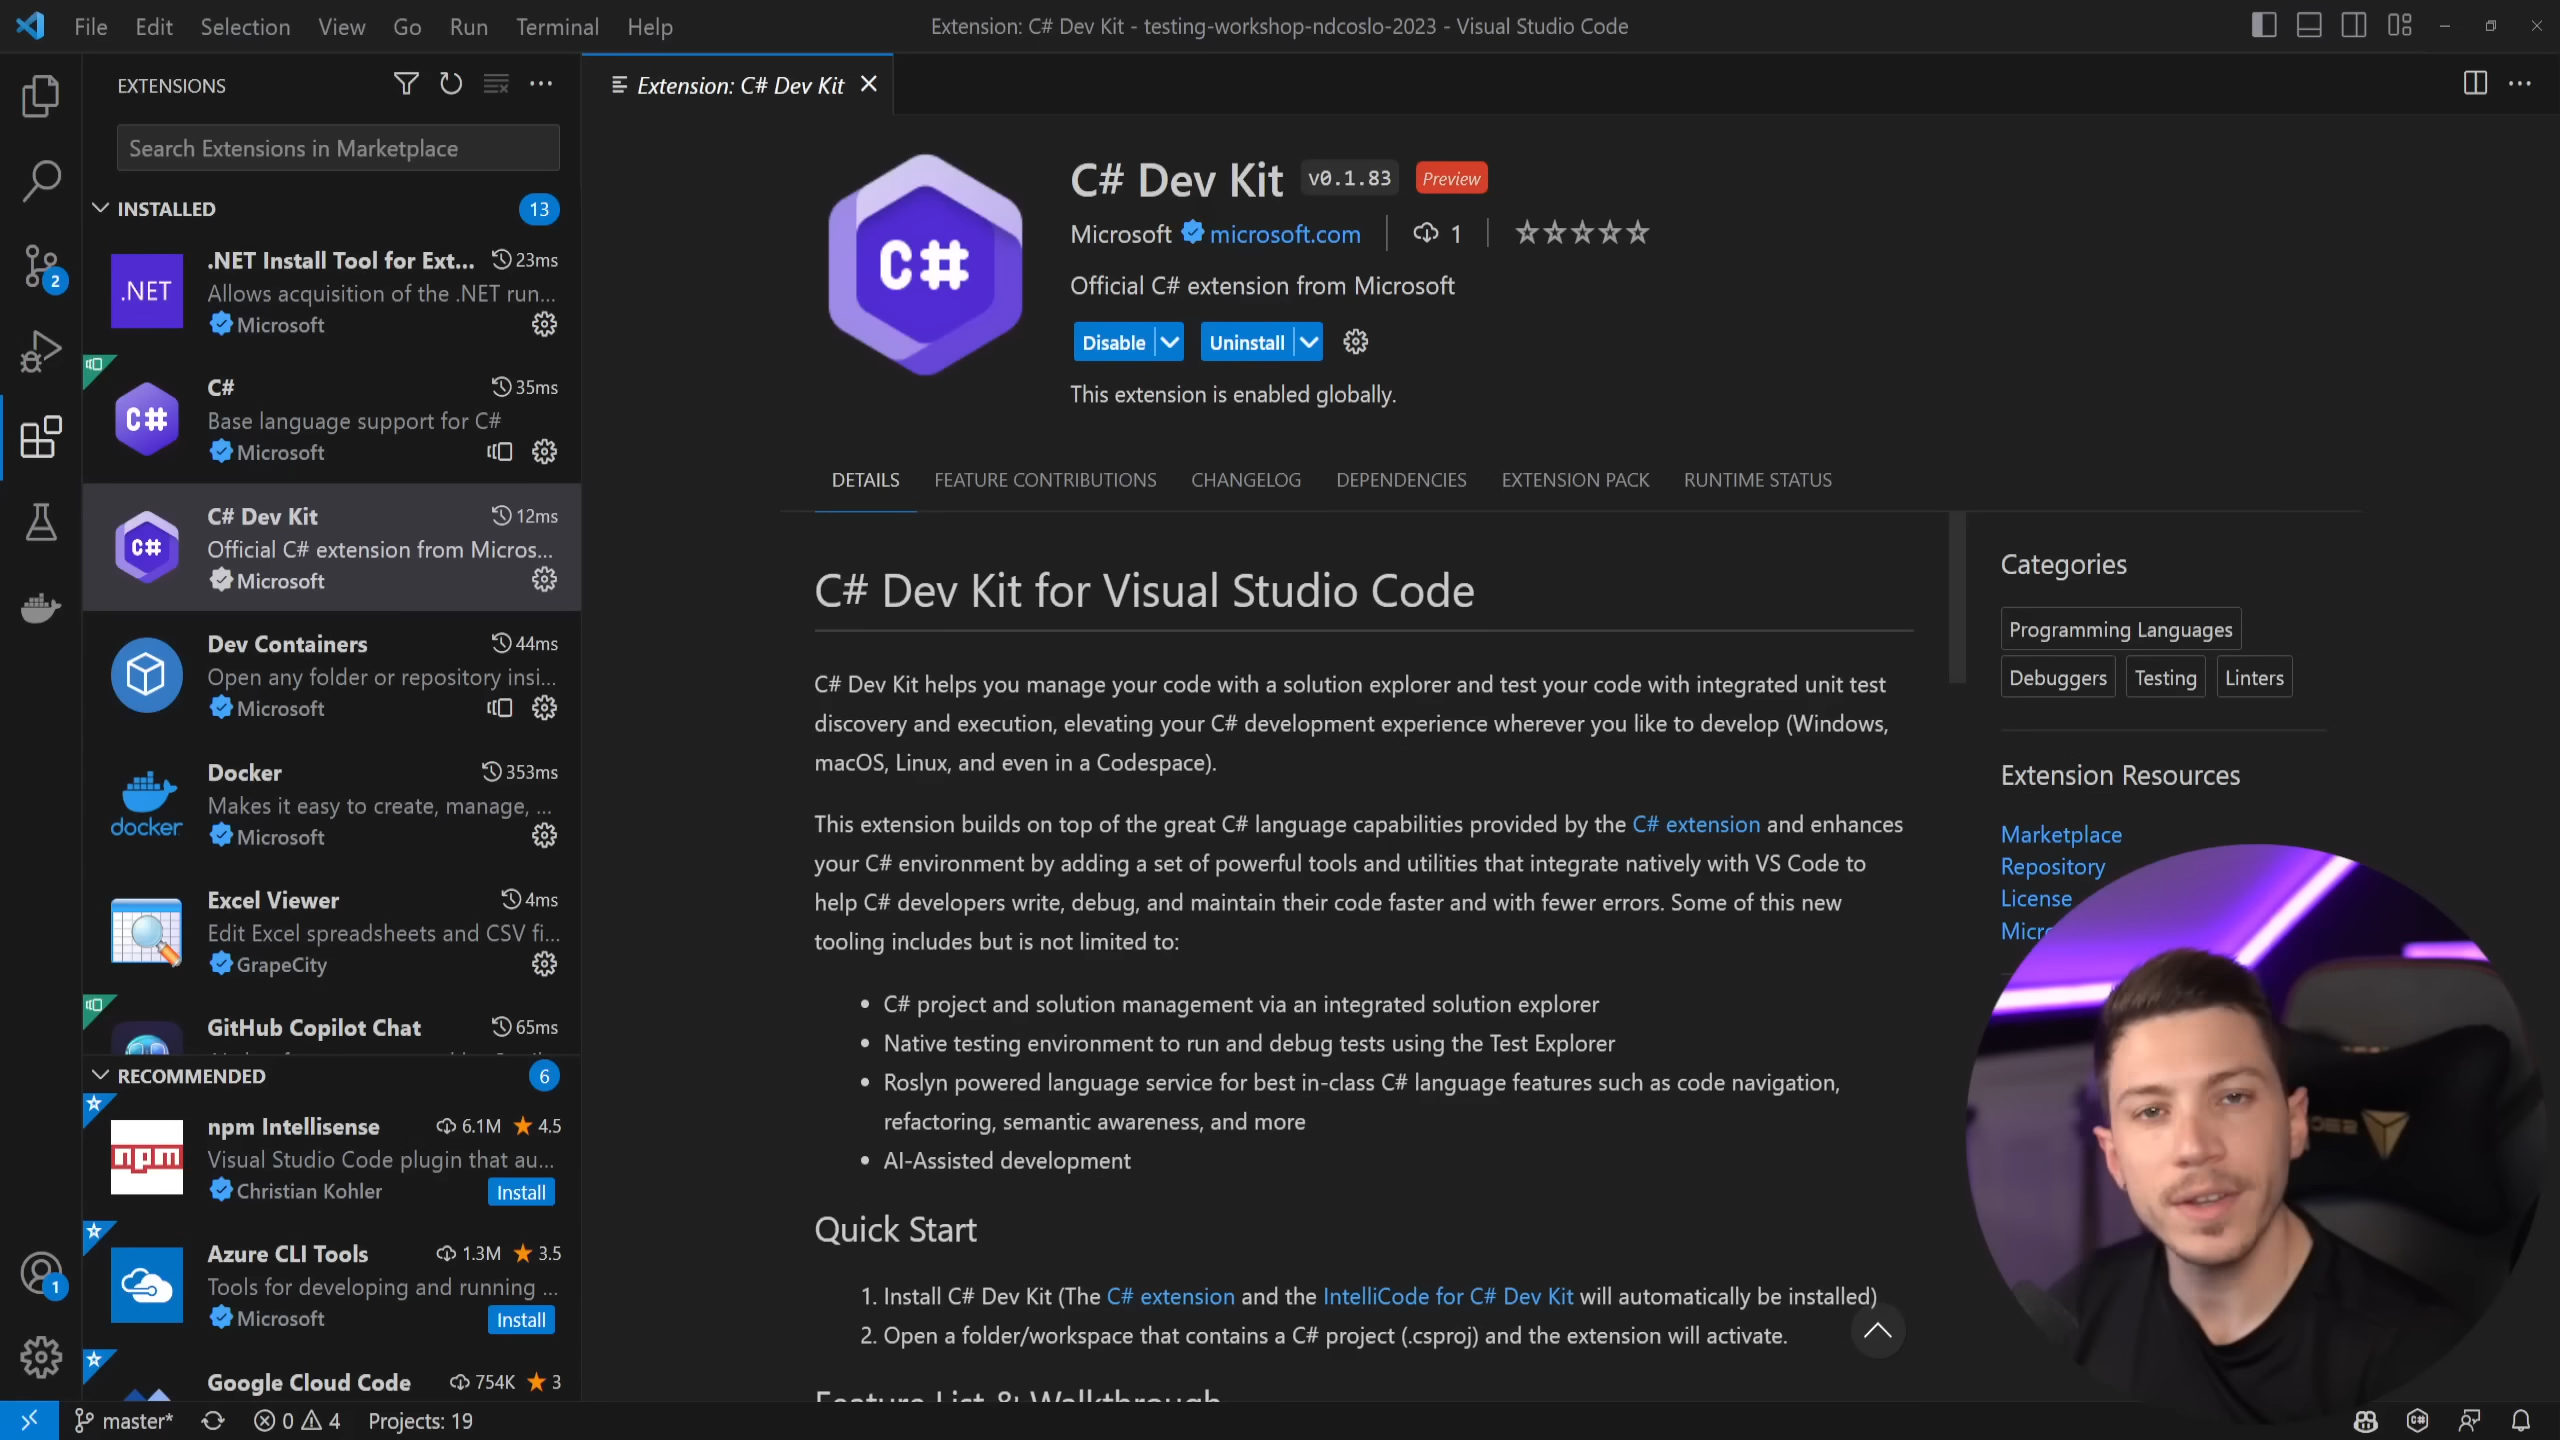 File Edit Selection View Go Run Terminal Help
Extension: C# Dev Kit - testing-workshop-ndcoslo-2023 - Visual Studio Code
EXTENSIONS
Search Extensions in Marketplace
INSTALLED
13
.NET
.NET Install Tool for Ext...
23ms
Allows acquisition of the .NET run...
Microsoft
C#
C#
35ms
Base language support for C#
Microsoft
C#
C# Dev Kit
12ms
Official C# extension from Micros...
Microsoft
Dev Containers
44ms
Open any folder or repository insi...
Microsoft
docker
Docker
353ms
Makes it easy to create, manage, ...
Microsoft
Excel Viewer
4ms
Edit Excel spreadsheets and CSV fi...
GrapeCity
GitHub Copilot Chat
65ms
RECOMMENDED
6
npm
npm Intellisense
6.1M 4.5
Visual Studio Code plugin that au...
Christian Kohler
Install
Azure CLI Tools
1.3M 3.5
Tools for developing and running ...
Microsoft
Install
Google Cloud Code
754K 3
2
1
Extension: C# Dev Kit
C#
C# Dev Kit
v0.1.83
Preview
Microsoft microsoft.com
1
Official C# extension from Microsoft
Disable
Uninstall
This extension is enabled globally.
DETAILS FEATURE CONTRIBUTIONS CHANGELOG DEPENDENCIES EXTENSION PACK RUNTIME STATUS
C# Dev Kit for Visual Studio Code
C# Dev Kit helps you manage your code with a solution explorer and test your code with integrated unit test
discovery and execution, elevating your C# development experience wherever you like to develop (Windows,
macOS, Linux, and even in a Codespace).
This extension builds on top of the great C# language capabilities provided by the C# extension and enhances
your C# environment by adding a set of powerful tools and utilities that integrate natively with VS Code to
help C# developers write, debug, and maintain their code faster and with fewer errors. Some of this new
tooling includes but is not limited to:
• C# project and solution management via an integrated solution explorer
• Native testing environment to run and debug tests using the Test Explorer
• Roslyn powered language service for best in-class C# language features such as code navigation,
refactoring, semantic awareness, and more
• AI-Assisted development
Quick Start
1. Install C# Dev Kit (The C# extension and the IntelliCode for C# Dev Kit will automatically be installed)
2. Open a folder/workspace that contains a C# project (.csproj) and the extension will activate.
Feature List & Walkthrough
Categories
Programming Languages
Debuggers Testing Linters
Extension Resources
Marketplace
Repository
License
master* 0 4 Projects: 19